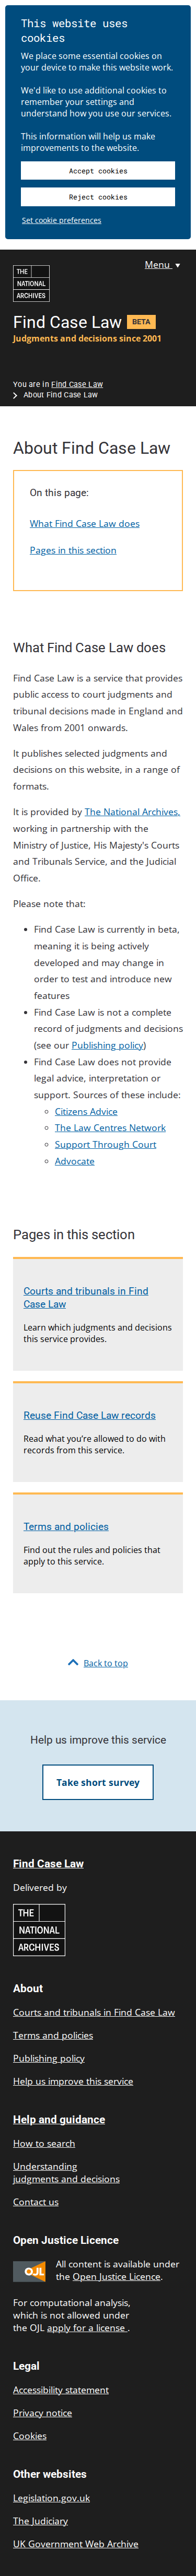 This website uses
cookies
We place some essential cookies on
your device to make this website work.
We'd like to use additional cookies to
remember your settings and
understand how you use our services.
This information will help us make
improvements to the website.
Accept cookies
Reject cookies
Set cookie preferences
Menu
THE
NATIONAL
ARCHIVES
Find Case Law BETA
Judgments and decisions since 2001
You are in Find Case Law
About Find Case Law
About Find Case Law
On this page:
What Find Case Law does
Pages in this section
What Find Case Law does
Find Case Law is a service that provides
public access to court judgments and
tribunal decisions made in England and
Wales from 2001 onwards.
It publishes selected judgments and
decisions on this website, in a range of
formats.
It is provided by The National Archives,
working in partnership with the
Ministry of Justice, His Majesty's Courts
and Tribunals Service, and the Judicial
Office.
Please note that:
Find Case Law is currently in beta,
meaning it is being actively
developed and may change in
order to test and introduce new
features
Find Case Law is not a complete
record of judgments and decisions
(see our Publishing policy)
Find Case Law does not provide
legal advice, interpretation or
support. Sources of these include:
Citizens Advice
The Law Centres Network
Support Through Court
Advocate
Pages in this section
Courts and tribunals in Find
Case Law
Learn which judgments and decisions
this service provides.
Reuse Find Case Law records
Read what you’re allowed to do with
records from this service.
Terms and policies
Find out the rules and policies that
apply to this service.
Back to top
Help us improve this service
Take short survey
Find Case Law
Delivered by
THE
NATIONAL
ARCHIVES
About
Courts and tribunals in Find Case Law
Terms and policies
Publishing policy
Help us improve this service
Help and guidance
How to search
Understanding
judgments and decisions
Contact us
Open Justice Licence
OJL
All content is available under
the Open Justice Licence.
For computational analysis,
which is not allowed under
the OJL apply for a license .
Legal
Accessibility statement
Privacy notice
Cookies
Other websites
Legislation.gov.uk
The Judiciary
UK Government Web Archive